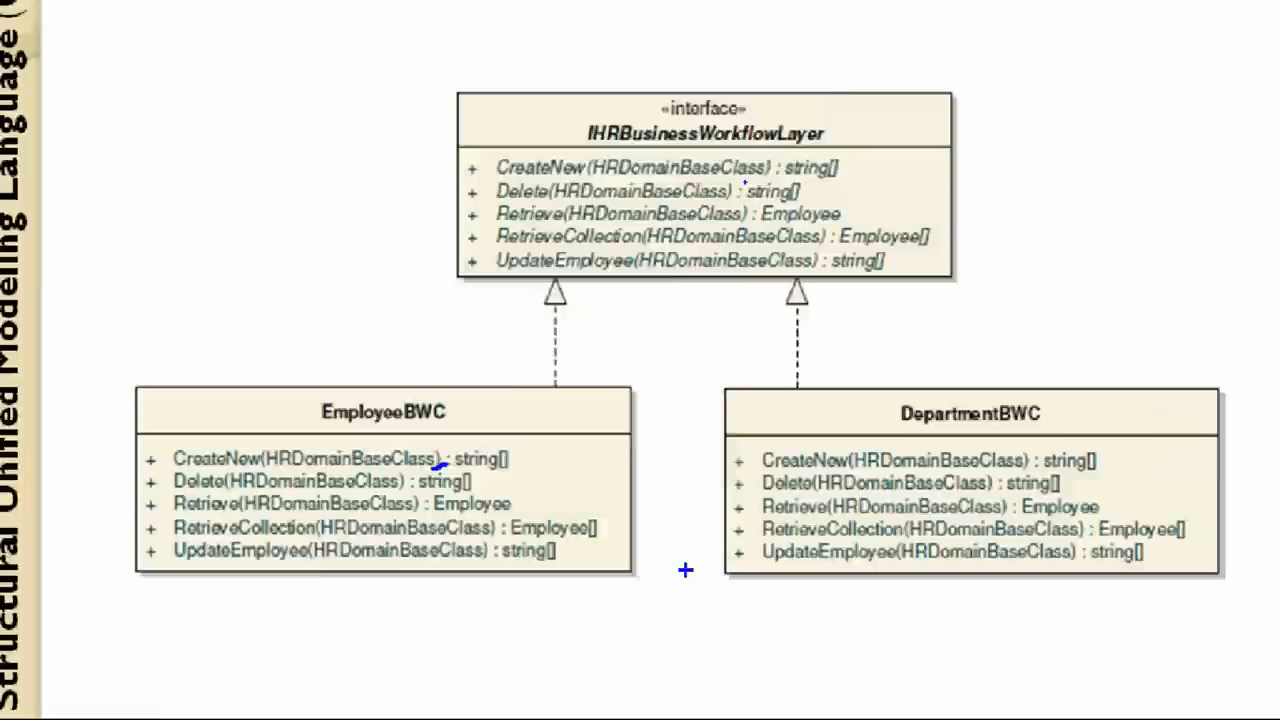 Structural Unified Modeling Language (
«interface»
IHRBusinessWorkflowLayer
+ CreateNew(HRDomainBaseClass) : string[]
+ Delete(HRDomainBaseClass) : string[]
+ Retrieve(HRDomainBaseClass) : Employee
+ RetrieveCollection(HRDomainBaseClass) : Employee[]
+ UpdateEmployee(HRDomainBaseClass) : string[]
EmployeeBWC
+ CreateNew(HRDomainBaseClass) : string[]
+ Delete(HRDomainBaseClass) : string[]
+ Retrieve(HRDomainBaseClass) : Employee
+ RetrieveCollection(HRDomainBaseClass) : Employee[]
+ UpdateEmployee(HRDomainBaseClass) : string[]
DepartmentBWC
+ CreateNew(HRDomainBaseClass) : string[]
+ Delete(HRDomainBaseClass) : string[]
+ Retrieve(HRDomainBaseClass) : Employee
+ RetrieveCollection(HRDomainBaseClass) : Employee[]
+ UpdateEmployee(HRDomainBaseClass) : string[]